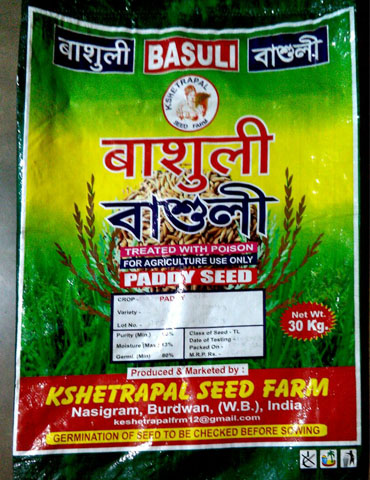 बाशुली BASULI বাশুলী
KSHETRAPAL
SEED FARM
बाशुली
বাশুলী
TREATED WITH POISON
FOR AGRICULTURE USE ONLY
PADDY SEED
CROP - PADDY
Variety -
Lot No. -
Purity (Min.) 98%
Moisture (Max.) 13%
Germi. (Min) 80%
Class of Seed - TL
Date of Testing -
Packed On -
M.R.P. Rs. -
Net Wt.
30 Kg.
Produced & Marketed by :
KSHETRAPAL SEED FARM
Nasigram, Burdwan, (W.B.), India
keshetrapalfrm12@gmail.com
GERMINATION OF SEED TO BE CHECKED BEFORE SOWING